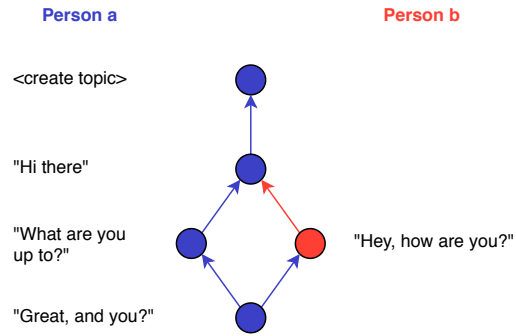 Person a
Person b
<create topic>
"Hi there"
"What are you
up to?"
"Hey, how are you?"
"Great, and you?"